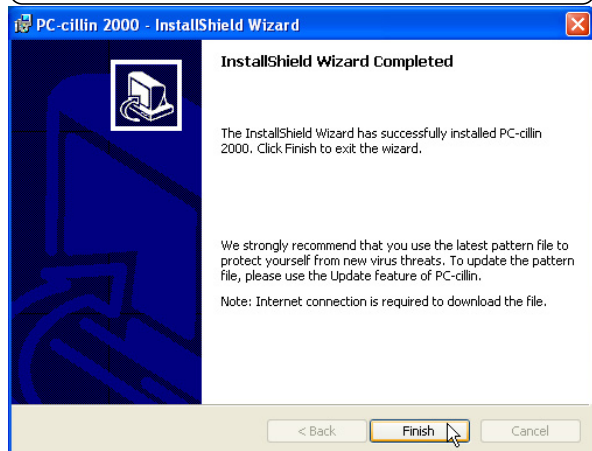 PC-cillin 2000 - InstallShield Wizard
InstallShield Wizard Completed
The InstallShield Wizard has successfully installed PC-cillin
2000. Click Finish to exit the wizard.
We strongly recommend that you use the latest pattern file to
protect yourself from new virus threats. To update the pattern
file, please use the Update feature of PC-cillin.
Note: Internet connection is required to download the file.
< Back
Finish
Cancel